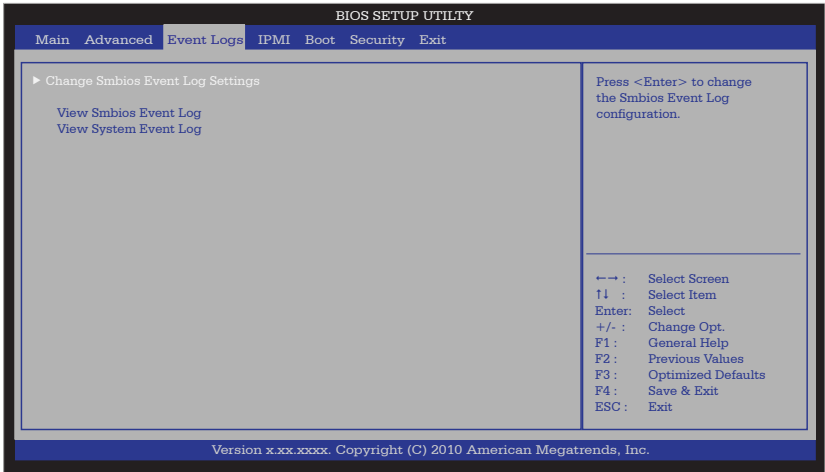 BIOS SETUP UTILTY
Main Advanced Event Logs IPMI Boot Security Exit
► Change Smbios Event Log Settings
View Smbios Event Log
View System Event Log
Press <Enter> to change
the Smbios Event Log
configuration.
←→ : Select Screen
↑↓ : Select Item
Enter: Select
+/- : Change Opt.
F1 : General Help
F2 : Previous Values
F3 : Optimized Defaults
F4 : Save & Exit
ESC : Exit
Version x.xx.xxxx. Copyright (C) 2010 American Megatrends, Inc.